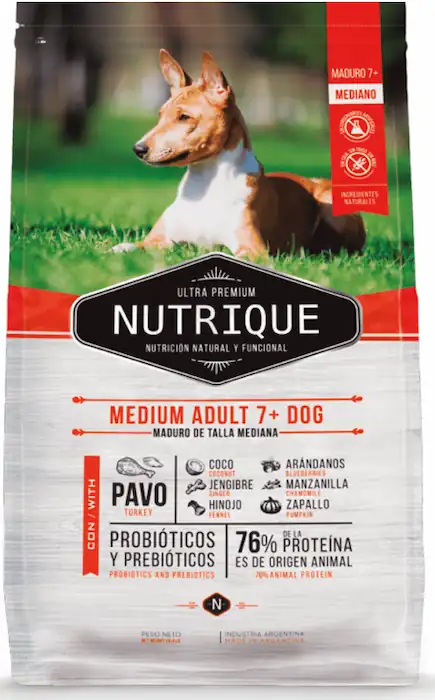 MADURO 7+
MEDIANO
INGREDIENTES
NATURALES
ULTRA PREMIUM
NUTRIQUE
NUTRICIÓN NATURAL Y FUNCIONAL
MEDIUM ADULT 7+ DOG
MADURO DE TALLA MEDIANA
CON / WITH
PAVO
TURKEY
COCO
COCONUT
JENGIBRE
GINGER
HINOJO
FENNEL
ARÁNDANOS
BLUEBERRIES
MANZANILLA
CHAMOMILE
ZAPALLO
PUMPKIN
PROBIÓTICOS
Y PREBIÓTICOS
PROBIOTICS AND PREBIOTICS
76% DE LA PROTEÍNA
ES DE ORIGEN ANIMAL
ANIMAL PROTEIN
N
PESO NETO
NET WEIGHT
INDUSTRIA ARGENTINA
MADE IN ARGENTINA